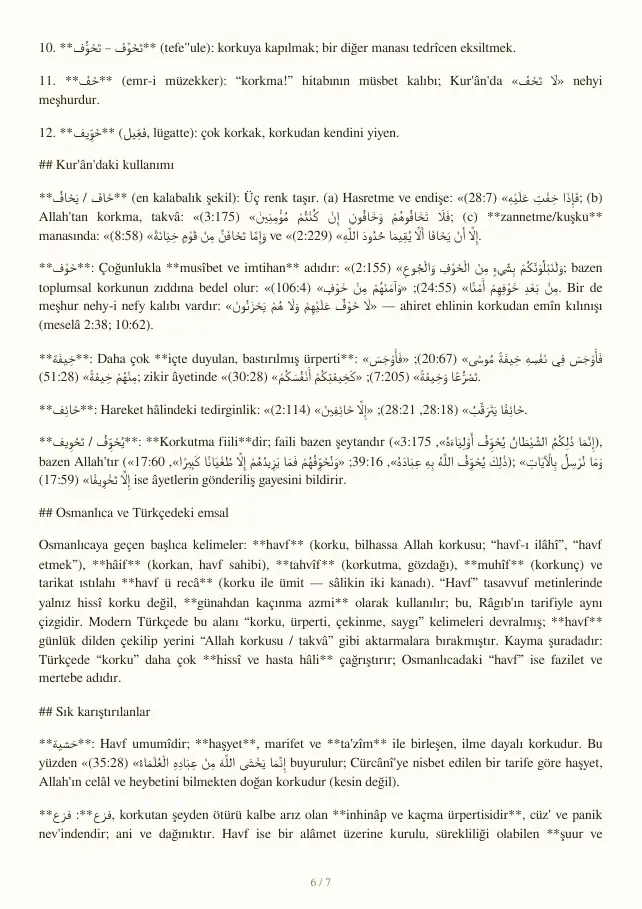 10. **تَخَوَّفَ – تَخَوُّف** (tefe"ule): korkuya kapılmak; bir diğer manası tedrîcen eksiltmek.
11. **خَفْ** (emr-i müzekker): “korkma!” hitabının müsbet kalıbı; Kur'ân'da «لَا تَخَفْ» nehyi
meşhurdur.
12. **خَوِّيف** (فَعِّيل, lügatte): çok korkak, korkudan kendini yiyen.
## Kur'ân'daki kullanımı
**خَافَ / يَخَافُ** (en kalabalık şekil): Üç renk taşır. (a) Hasretme ve endişe: «فَإِذَا خِفْتِ عَلَيْهِ» (28:7); (b)
Allah'tan korkma, takvâ: «فَلَا تَخَافُوهُمْ وَخَافُونِ إِنْ كُنْتُمْ مُؤْمِنِينَ» (3:175); (c) **zannetme/kuşku**
manasında: «وَإِمَّا تَخَافَنَّ مِنْ قَوْمٍ خِيَانَةً» (8:58) ve «إِلَّا أَنْ يَخَافَا أَلَّا يُقِيمَا حُدُودَ اللَّهِ» (2:229).
**خَوْف**: Çoğunlukla **musîbet ve imtihan** adıdır: «وَلَنَبْلُوَنَّكُمْ بِشَيْءٍ مِنَ الْخَوْفِ وَالْجُوعِ» (2:155); bazen
toplumsal korkunun zıddına bedel olur: «وَآمَنَهُمْ مِنْ خَوْفٍ» (106:4); «مِنْ بَعْدِ خَوْفِهِمْ أَمْنًا» (24:55). Bir de
meşhur nehy-i nefy kalıbı vardır: «لَا خَوْفٌ عَلَيْهِمْ وَلَا هُمْ يَحْزَنُونَ» — ahiret ehlinin korkudan emîn kılınışı
(meselâ 2:38; 10:62).
**خِيفَة**: Daha çok **içte duyulan, bastırılmış ürperti**: «فَأَوْجَسَ فِي نَفْسِهِ خِيفَةً مُوسَى» (20:67); «فَأَوْجَسَ
مِنْهُمْ خِيفَةً» (51:28); zikir âyetinde «كَخِيفَتِكُمْ أَنْفُسَكُمْ» (30:28); «تَضَرُّعًا وَخِيفَةً» (7:205).
**خَائِف**: Hareket hâlindeki tedirginlik: «خَائِفًا يَتَرَقَّبُ» (28:18, 28:21); «إِلَّا خَائِفِينَ» (2:114).
**يُخَوِّفُ / تَخْوِيف**: **Korkutma fiili**dir; faili bazen şeytandır («إِنَّمَا ذَلِكُمُ الشَّيْطَانُ يُخَوِّفُ أَوْلِيَاءَهُ», 3:175),
bazen Allah'tır («ذَلِكَ يُخَوِّفُ اللَّهُ بِهِ عِبَادَهُ», 39:16; «وَنُخَوِّفُهُمْ فَمَا يَزِيدُهُمْ إِلَّا طُغْيَانًا كَبِيرًا», 17:60); «وَمَا نُرْسِلُ بِالْآيَاتِ
إِلَّا تَخْوِيفًا» (17:59) ise âyetlerin gönderiliş gayesini bildirir.
## Osmanlıca ve Türkçedeki emsal
Osmanlıcaya geçen başlıca kelimeler: **havf** (korku, bilhassa Allah korkusu; “havf-ı ilâhî”, “havf
etmek”), **hâif** (korkan, havf sahibi), **tahvîf** (korkutma, gözdağı), **muhîf** (korkunç) ve
tarikat ıstılahı **havf ü recâ** (korku ile ümit — sâlikin iki kanadı). “Havf” tasavvuf metinlerinde
yalnız hissî korku değil, **günahdan kaçınma azmi** olarak kullanılır; bu, Râgıb'ın tarifiyle aynı
çizgidir. Modern Türkçede bu alanı “korku, ürperti, çekinme, saygı” kelimeleri devralmış; **havf**
günlük dilden çekilip yerini “Allah korkusu / takvâ” gibi aktarmalara bırakmıştır. Kayma şuradadır:
Türkçede “korku” daha çok **hissî ve hasta hâli** çağrıştırır; Osmanlıcadaki “havf” ise fazilet ve
mertebe adıdır.
## Sık karıştırılanlar
**خشية**: Havf umumîdir; **haşyet**, marifet ve **ta'zîm** ile birleşen, ilme dayalı korkudur. Bu
yüzden «إِنَّمَا يَخْشَى اللَّهَ مِنْ عِبَادِهِ الْعُلَمَاءُ» (35:28) buyurulur; Cürcânî'ye nisbet edilen bir tarife göre haşyet,
Allah'ın celâl ve heybetini bilmekten doğan korkudur (kesin değil).
**فزع**: فزع, korkutan şeyden ötürü kalbe arız olan **inhinâp ve kaçma ürpertisidir**, cüz' ve panik
nev'indendir; ani ve dağınıktır. Havf ise bir alâmet üzerine kurulu, sürekliliği olabilen **şuur ve
6 / 7